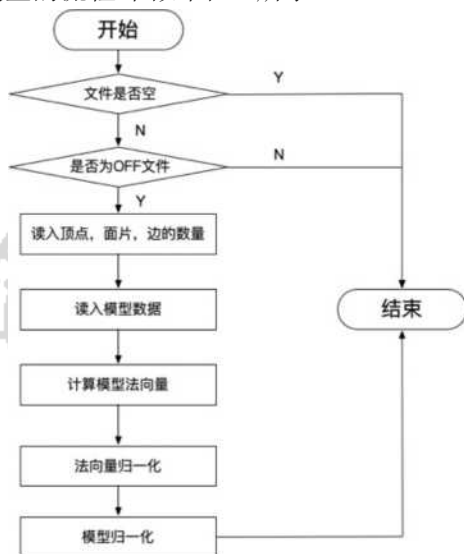 开始
文件是否空
Y
N
是否为OFF文件
N
Y
读入顶点，面片，边的数量
读入模型数据
结束
计算模型法向量
法向量归一化
模型归一化